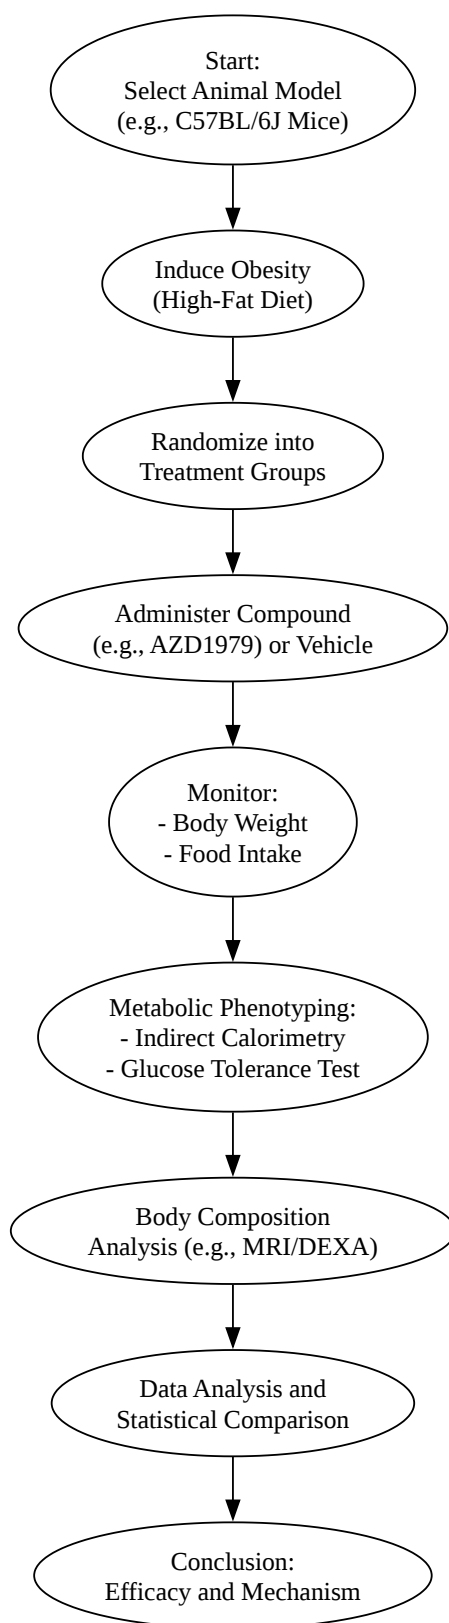 Start:
Select Animal Model
(e.g., C57BL/6J Mice)
Induce Obesity
(High-Fat Diet)
Randomize into
Treatment Groups
Administer Compound
(e.g., AZD1979) or Vehicle
Monitor:
- Body Weight
- Food Intake
Metabolic Phenotyping:
- Indirect Calorimetry
- Glucose Tolerance Test
Body Composition
Analysis (e.g., MRI/DEXA)
Data Analysis and
Statistical Comparison
Conclusion:
Efficacy and Mechanism